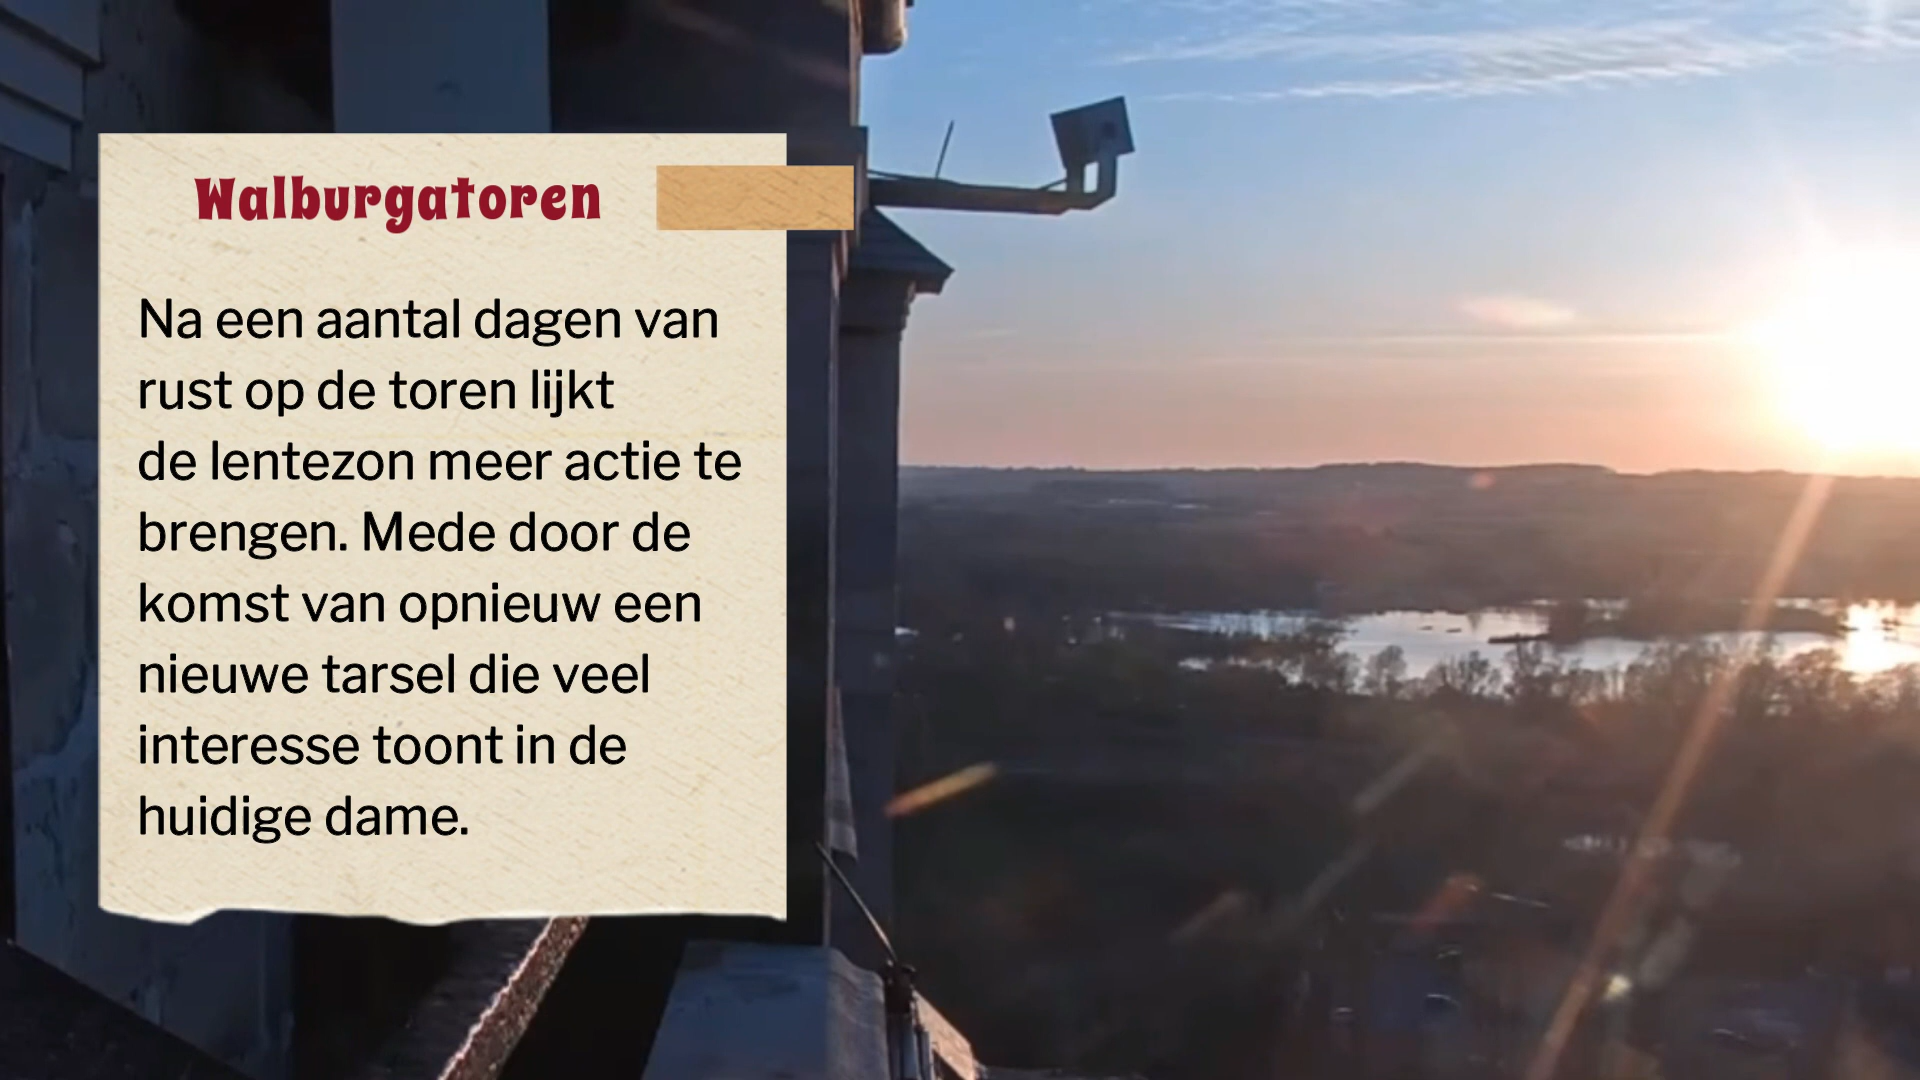 Walburgatoren
Na een aantal dagen van
rust op de toren lijkt
de lentezon meer actie te
brengen. Mede door de
komst van opnieuw een
nieuwe tarsel die veel
interesse toont in de
huidige dame.